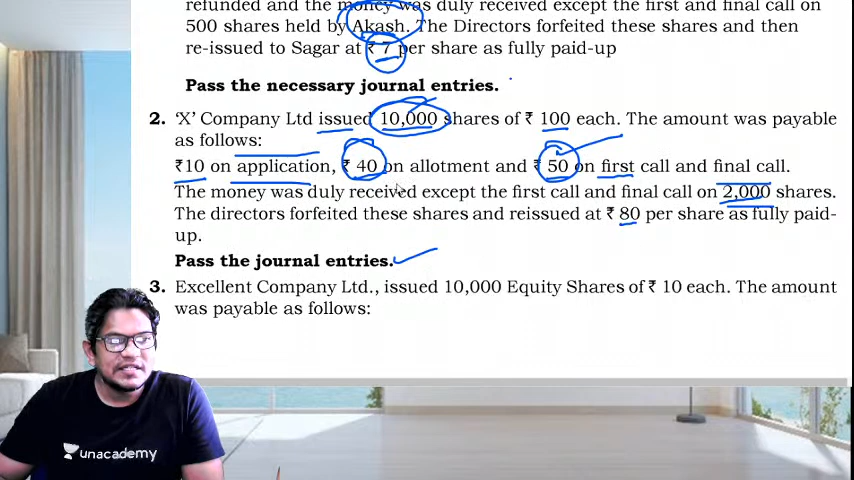 refunded and the money was duly received except the first and final call on
500 shares held by Akash. The Directors forfeited these shares and then
re-issued to Sagar at ₹ 7 per share as fully paid-up
Pass the necessary journal entries.
2. ‘X’ Company Ltd issued 10,000 shares of ₹ 100 each. The amount was payable
as follows:
₹10 on application, ₹ 40 on allotment and ₹ 50 on first call and final call.
The money was duly received except the first call and final call on 2,000 shares.
The directors forfeited these shares and reissued at ₹ 80 per share as fully paid-
up.
Pass the journal entries.
3. Excellent Company Ltd., issued 10,000 Equity Shares of ₹ 10 each. The amount
was payable as follows:
unacademy